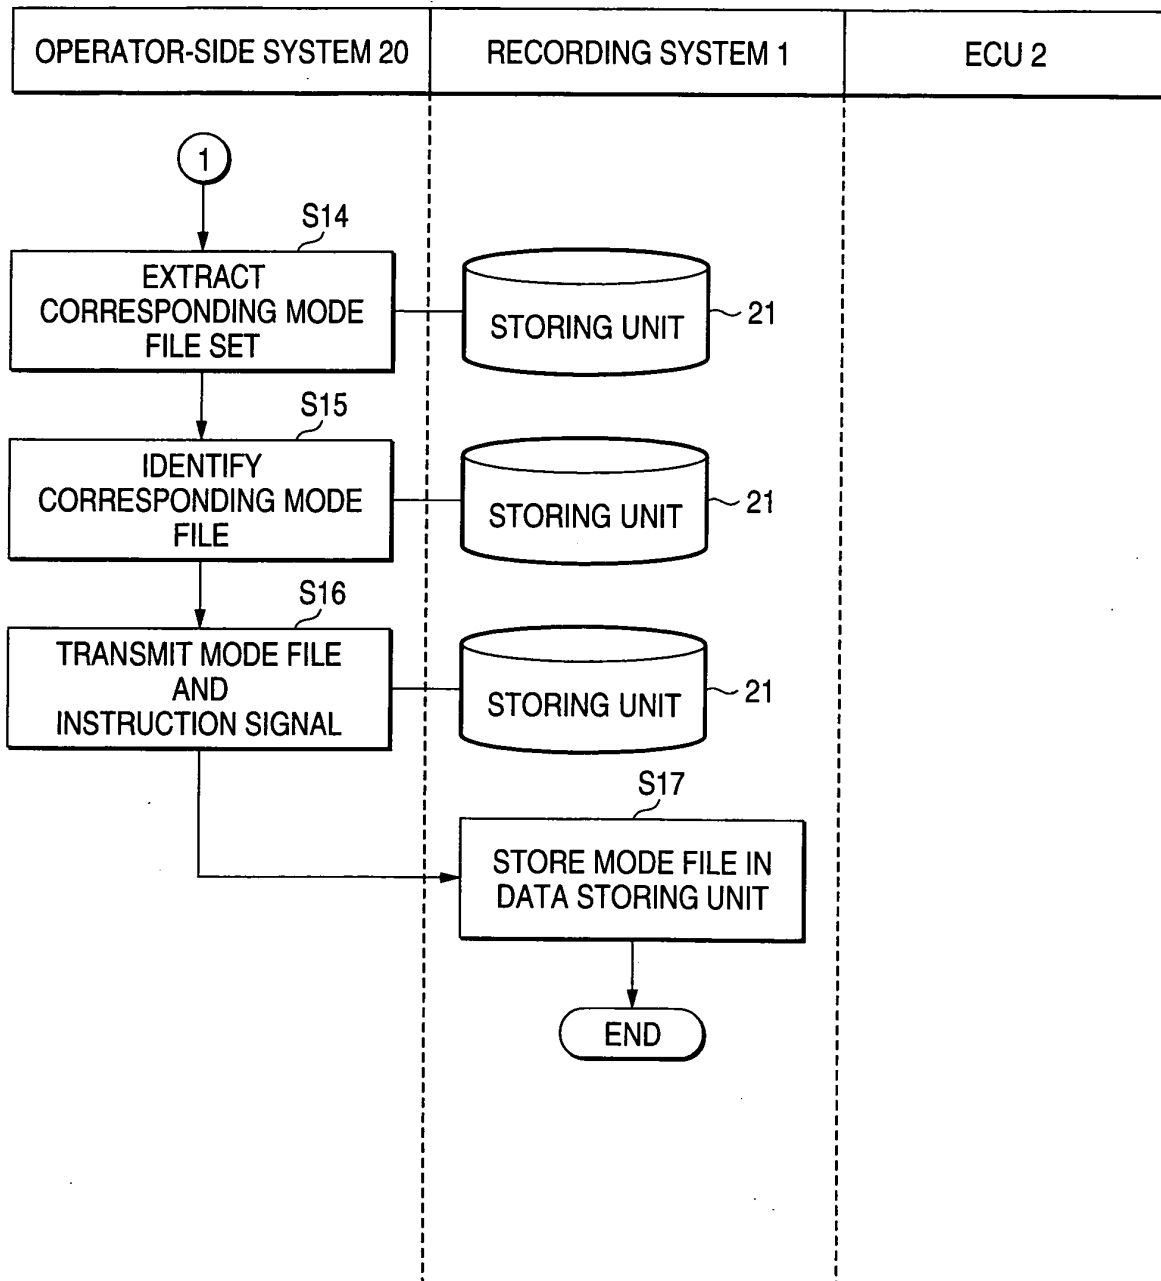 OPERATOR-SIDE SYSTEM 20
RECORDING SYSTEM 1
ECU 2
1
S14
EXTRACT
CORRESPONDING MODE
FILE SET
STORING UNIT
21
S15
IDENTIFY
CORRESPONDING MODE
FILE
STORING UNIT
21
S16
TRANSMIT MODE FILE
AND
INSTRUCTION SIGNAL
STORING UNIT
21
S17
STORE MODE FILE IN
DATA STORING UNIT
END